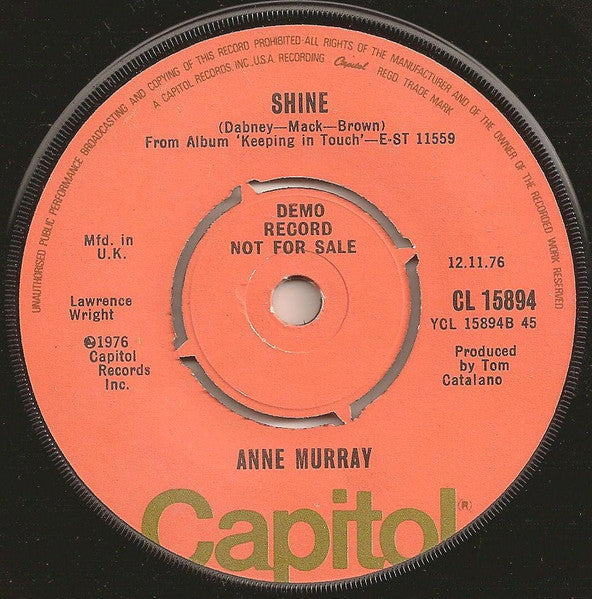 UNAUTHORISED PUBLIC PERFORMANCE BROADCASTING AND COPYING OF THIS RECORD PROHIBITED·ALL RIGHTS OF THE MANUFACTURER AND OF THE OWNER OF THE RECORDED WORK RESERVED
A CAPITOL RECORDS, INC., U.S.A. RECORDING Capitol REGD. TRADE MARK
SHINE
(Dabney—Mack—Brown)
From Album 'Keeping in Touch'—E-ST 11559
DEMO
RECORD
NOT FOR SALE
Mfd. in
U.K.
Lawrence
Wright
℗1976
Capitol
Records
Inc.
12.11.76
CL 15894
YCL 15894B 45
Produced
by Tom
Catalano
ANNE MURRAY
Capitol (R)